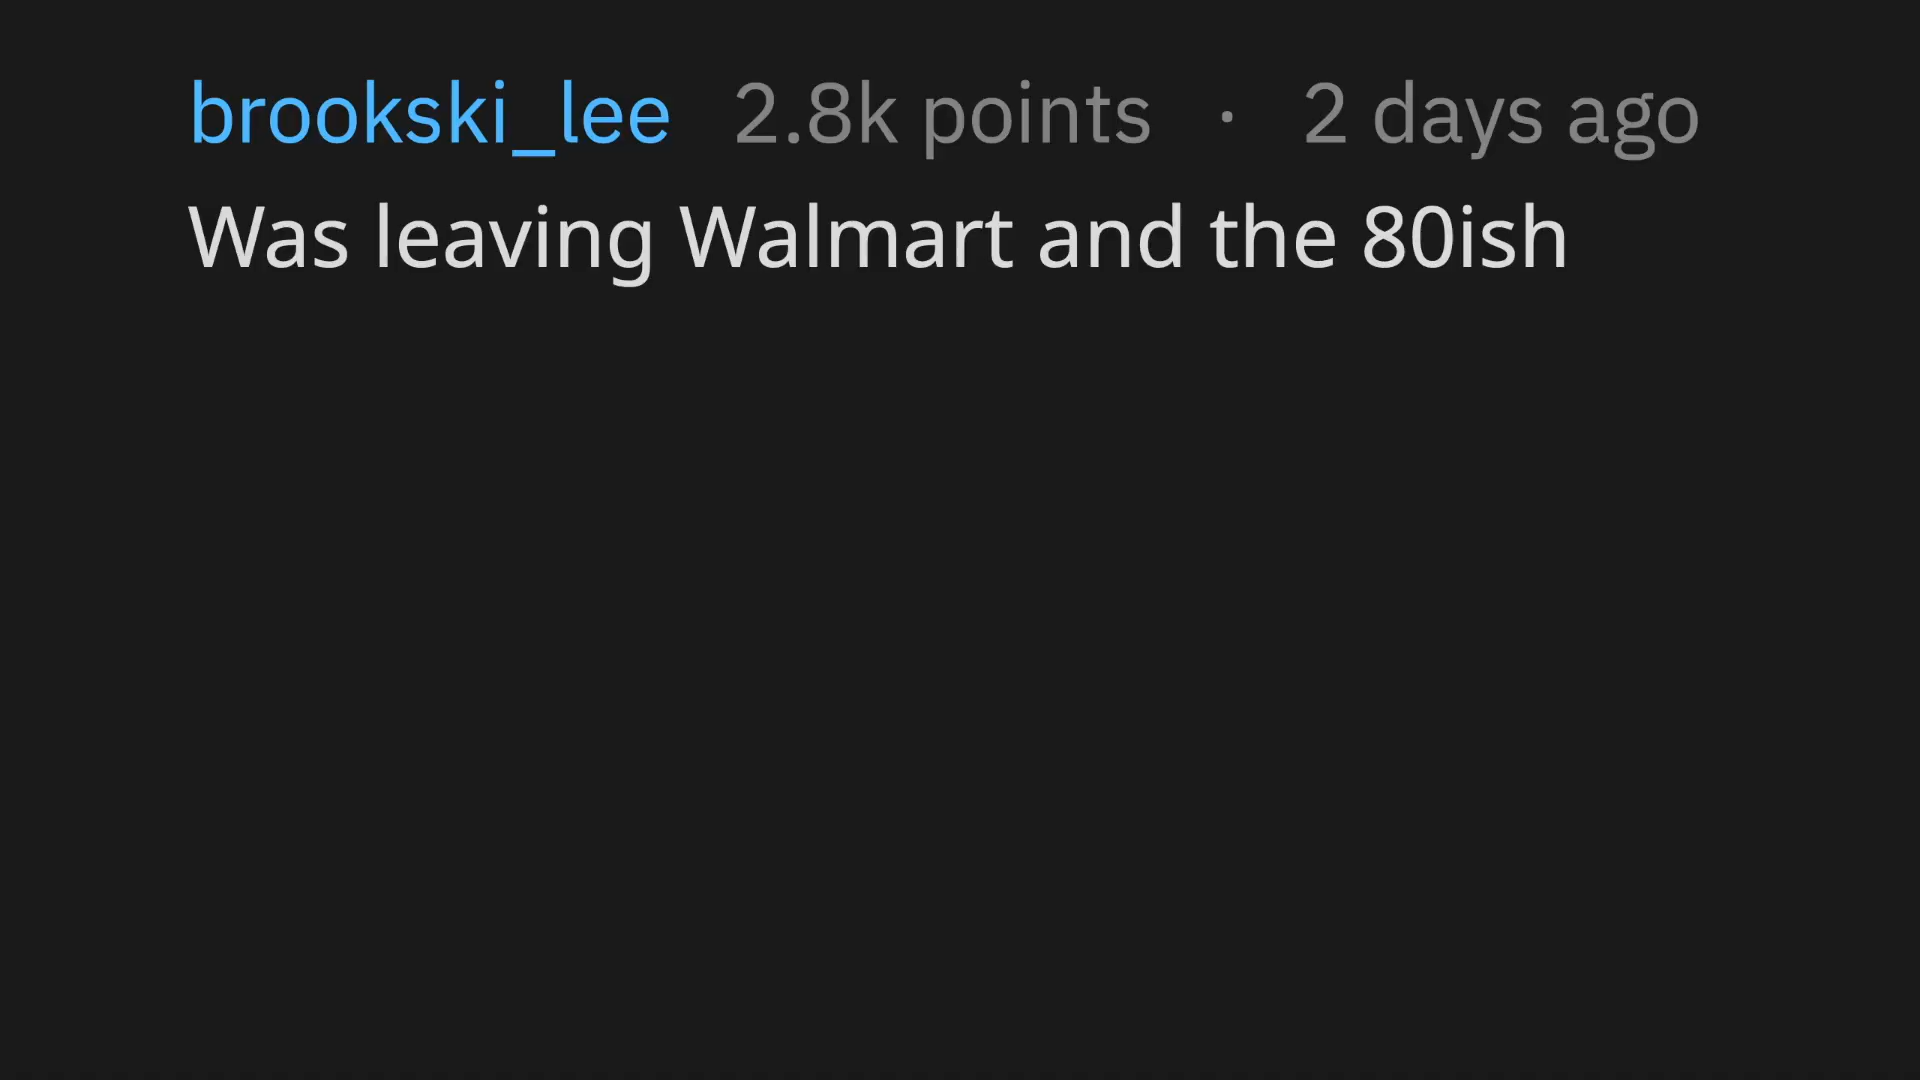 brookski_lee 2.8k points · 2 days ago
Was leaving Walmart and the 80ish